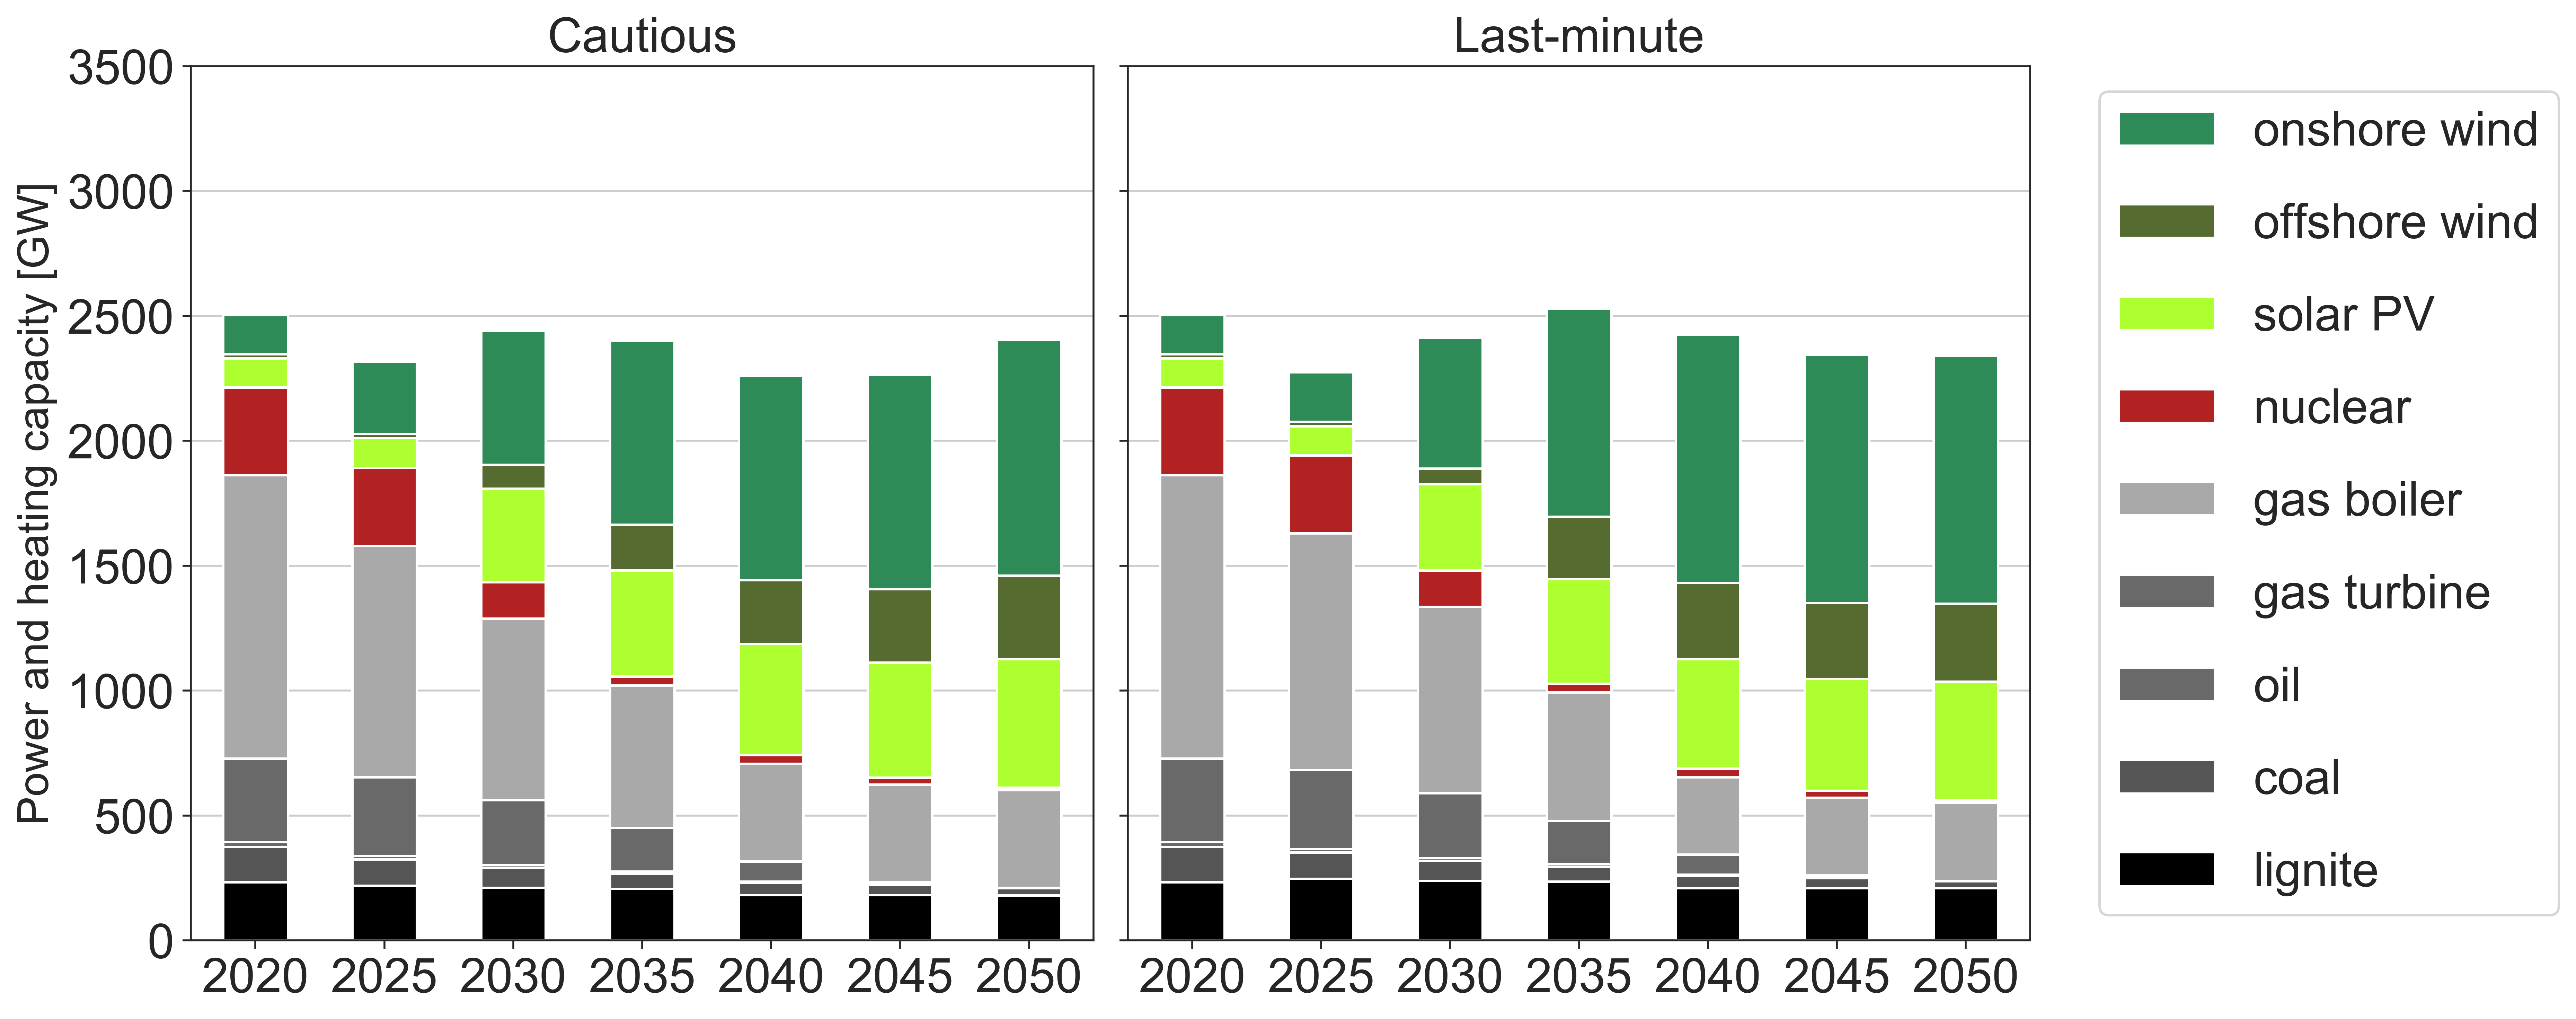 Cautious
Last-minute
Power and heating capacity [GW]
3500
3000
2500
2000
1500
1000
500
0
2020 2025 2030 2035 2040 2045 2050
2020 2025 2030 2035 2040 2045 2050
onshore wind
offshore wind
solar PV
nuclear
gas boiler
gas turbine
oil
coal
lignite